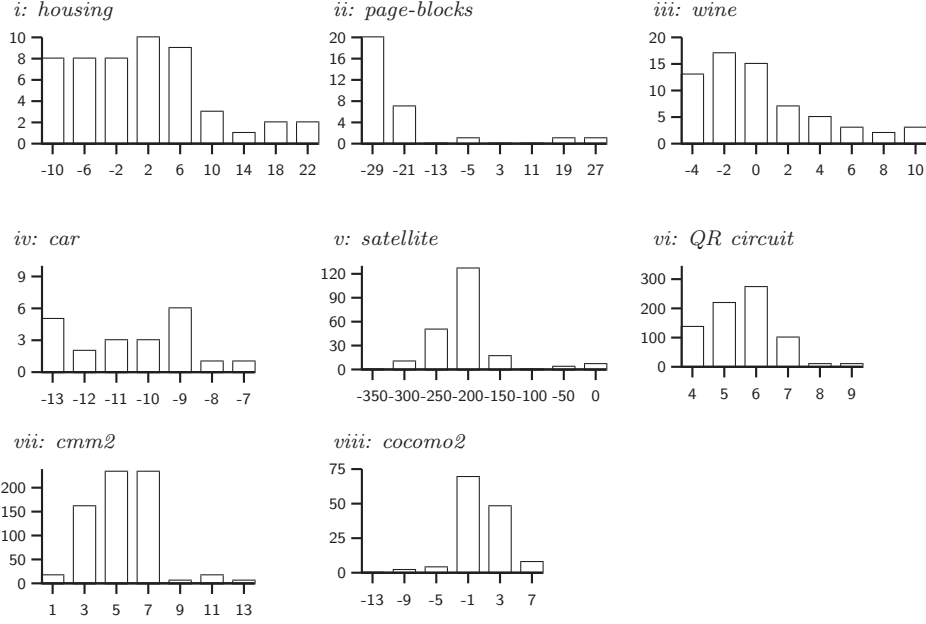 i: housing
ii: page-blocks
iii: wine
10
8
6
4
2
0
-10 -6 -2 2 6 10 14 18 22
20
16
12
8
4
0
-29 -21 -13 -5 3 11 19 27
20
15
10
5
0
-4 -2 0 2 4 6 8 10
iv: car
v: satellite
vi: QR circuit
9
6
3
0
-13 -12 -11 -10 -9 -8 -7
120
90
60
30
0
-350 -300 -250 -200 -150 -100 -50 0
300
200
100
0
4 5 6 7 8 9
vii: cmm2
viii: cocomo2
200
150
100
50
0
1 3 5 7 9 11 13
75
50
25
0
-13 -9 -5 -1 3 7